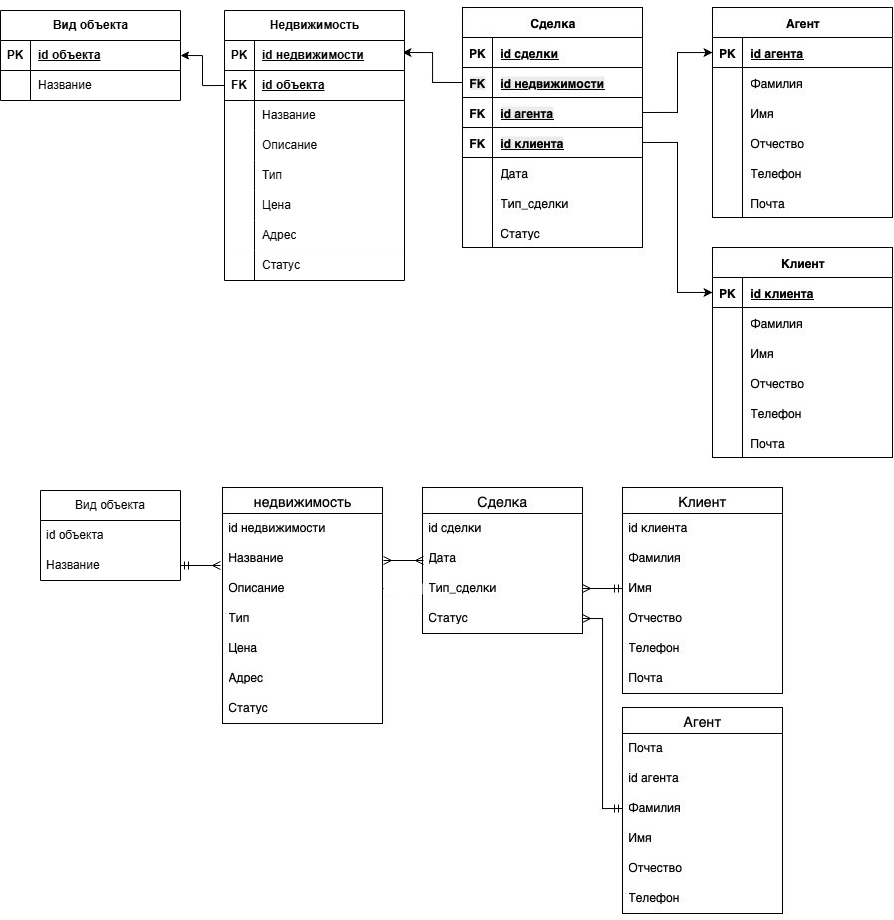 Вид объекта
PK id объекта
Название
Недвижимость
PK id недвижимости
FK id объекта
Название
Описание
Тип
Цена
Адрес
Статус
Сделка
PK id сделки
FK id недвижимости
FK id агента
FK id клиента
Дата
Тип_сделки
Статус
Агент
PK id агента
Фамилия
Имя
Отчество
Телефон
Почта
Клиент
PK id клиента
Фамилия
Имя
Отчество
Телефон
Почта
Вид объекта
id объекта
Название
недвижимость
id недвижимости
Название
Описание
Тип
Цена
Адрес
Статус
Сделка
id сделки
Дата
Тип_сделки
Статус
Клиент
id клиента
Фамилия
Имя
Отчество
Телефон
Почта
Агент
Почта
id агента
Фамилия
Имя
Отчество
Телефон